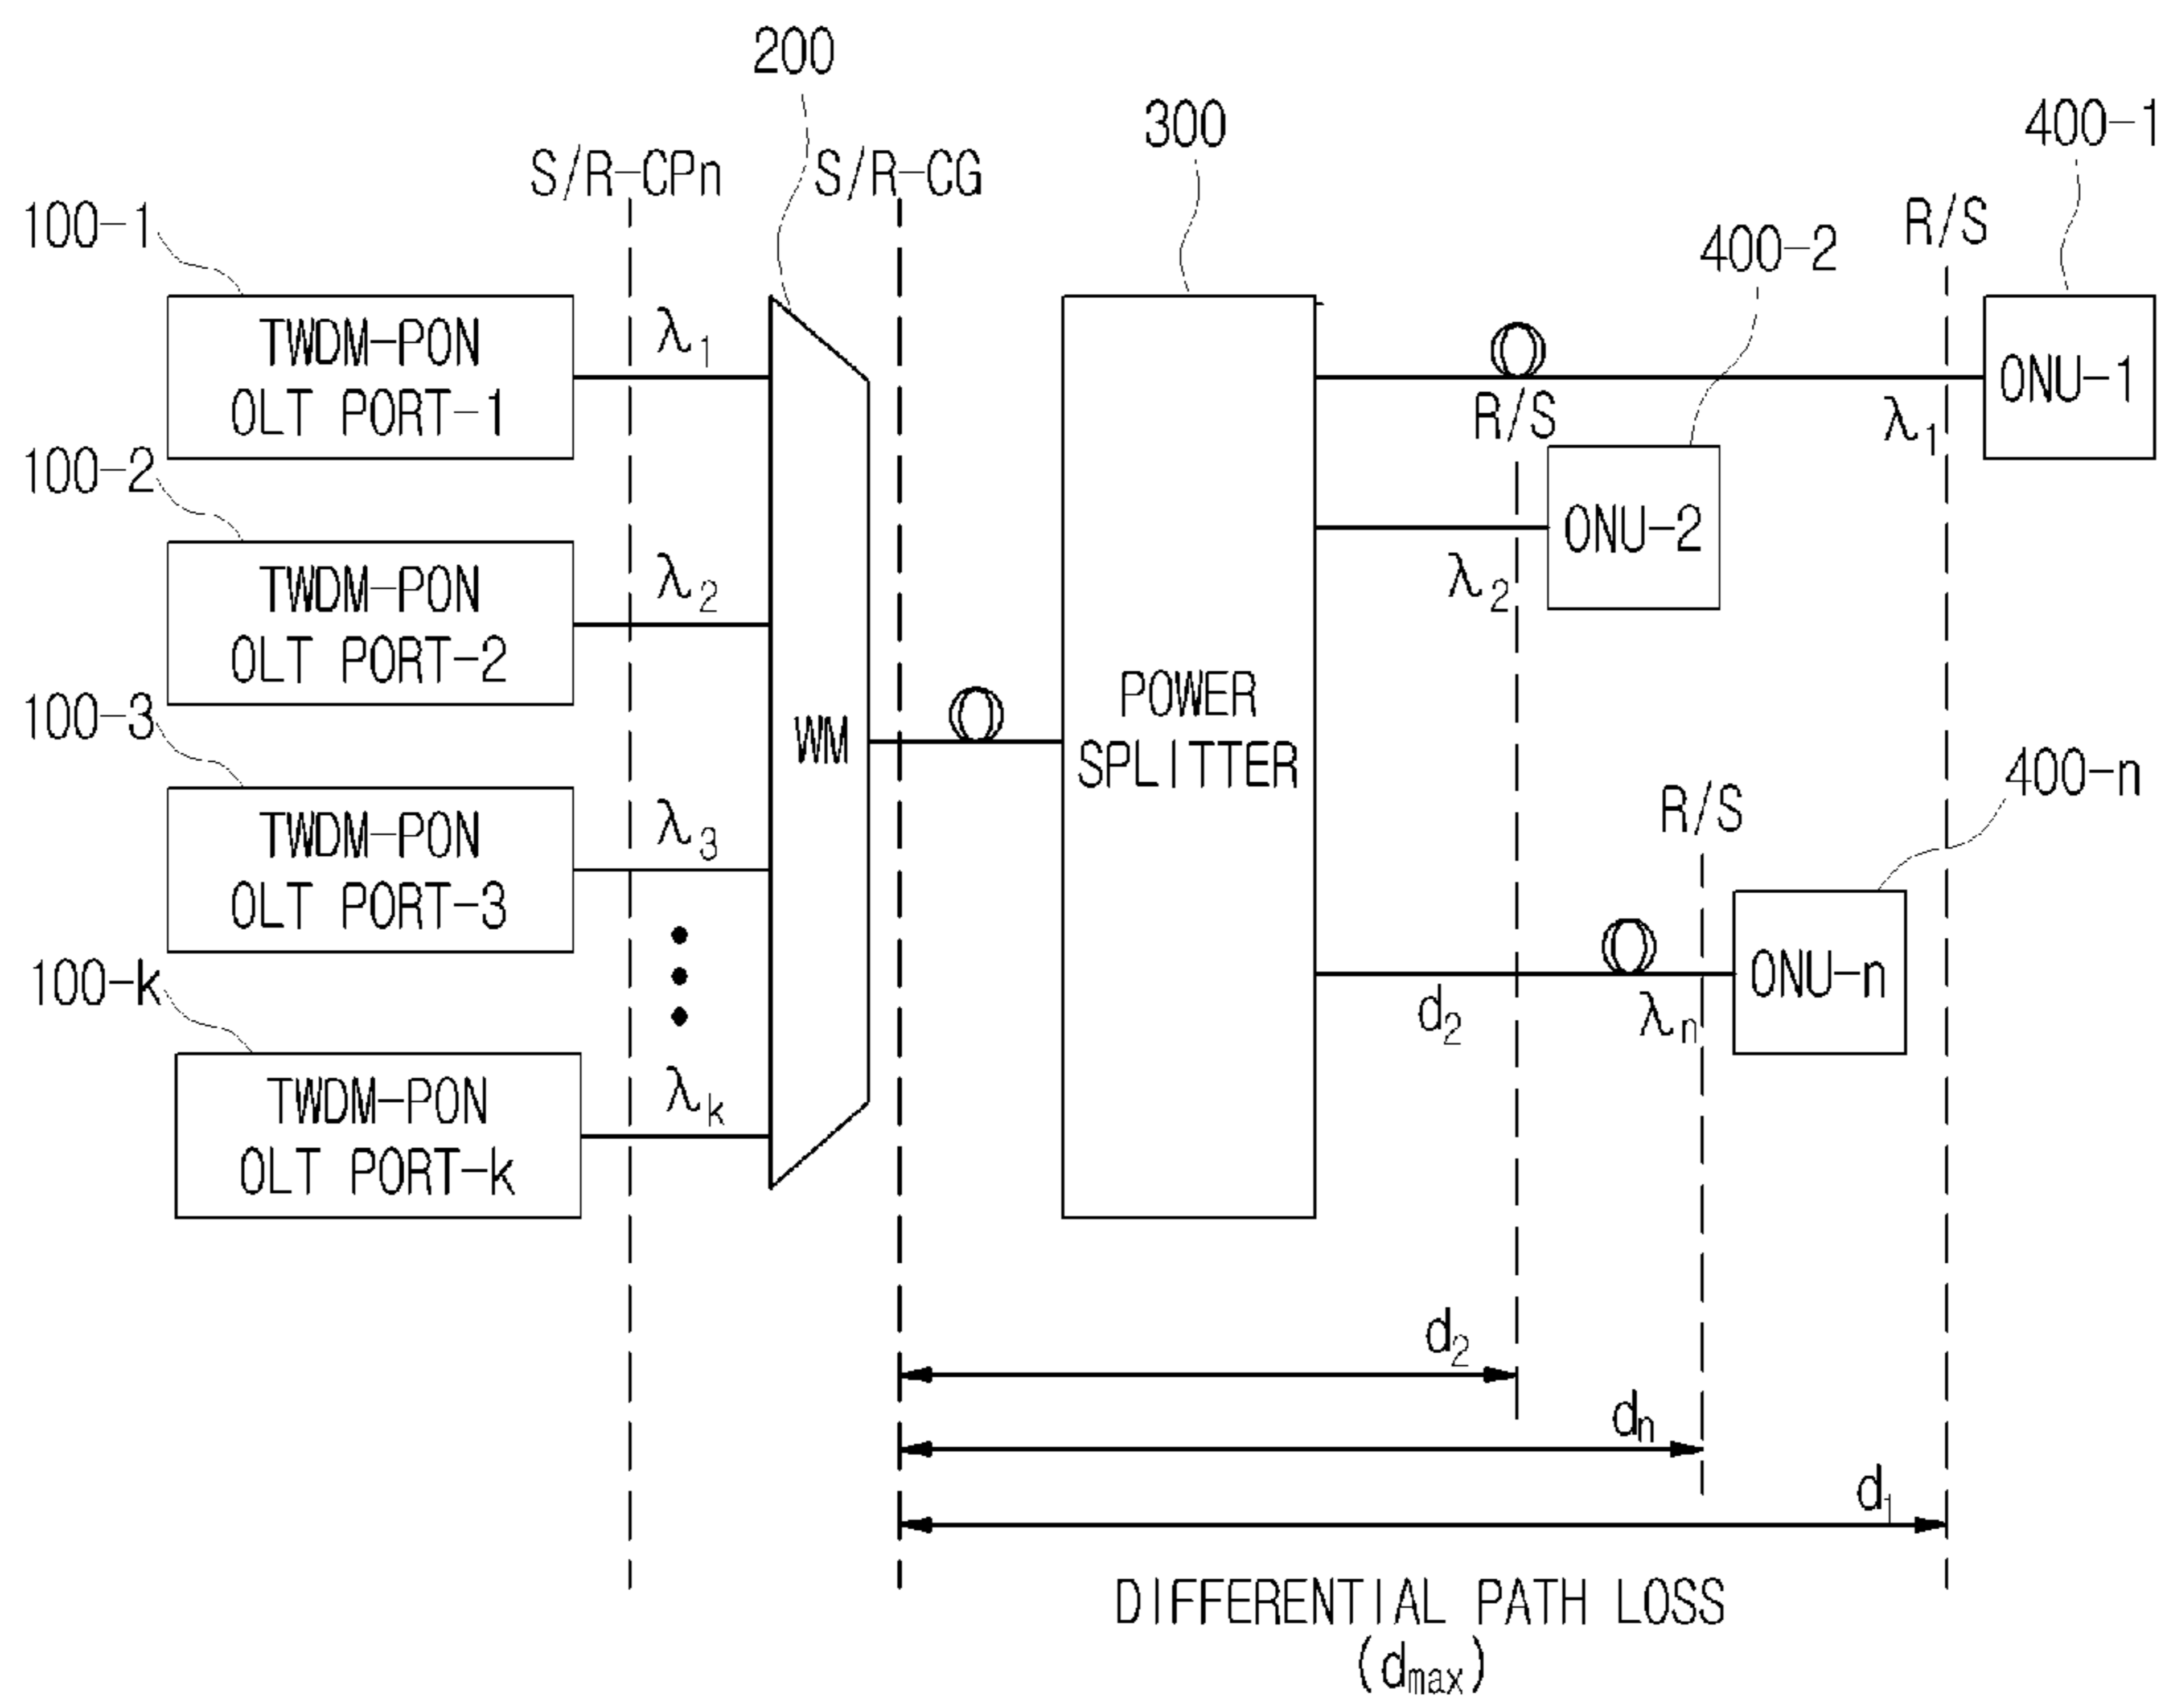 200
300
400-1
S/R-CPn
S/R-CG
100-1
R/S
400-2
λ1
TWDM-PON
OLT PORT-1
ONU-1
R/S
λ1
100-2
ONU-2
λ2
λ2
TWDM-PON
OLT PORT-2
100-3
POWER
SPLITTER
WM
400-n
R/S
λ3
TWDM-PON
OLT PORT-3
100-k
ONU-n
d2
λn
λk
TWDM-PON
OLT PORT-k
d2
dn
d1
DIFFERENTIAL PATH LOSS
(dmax)